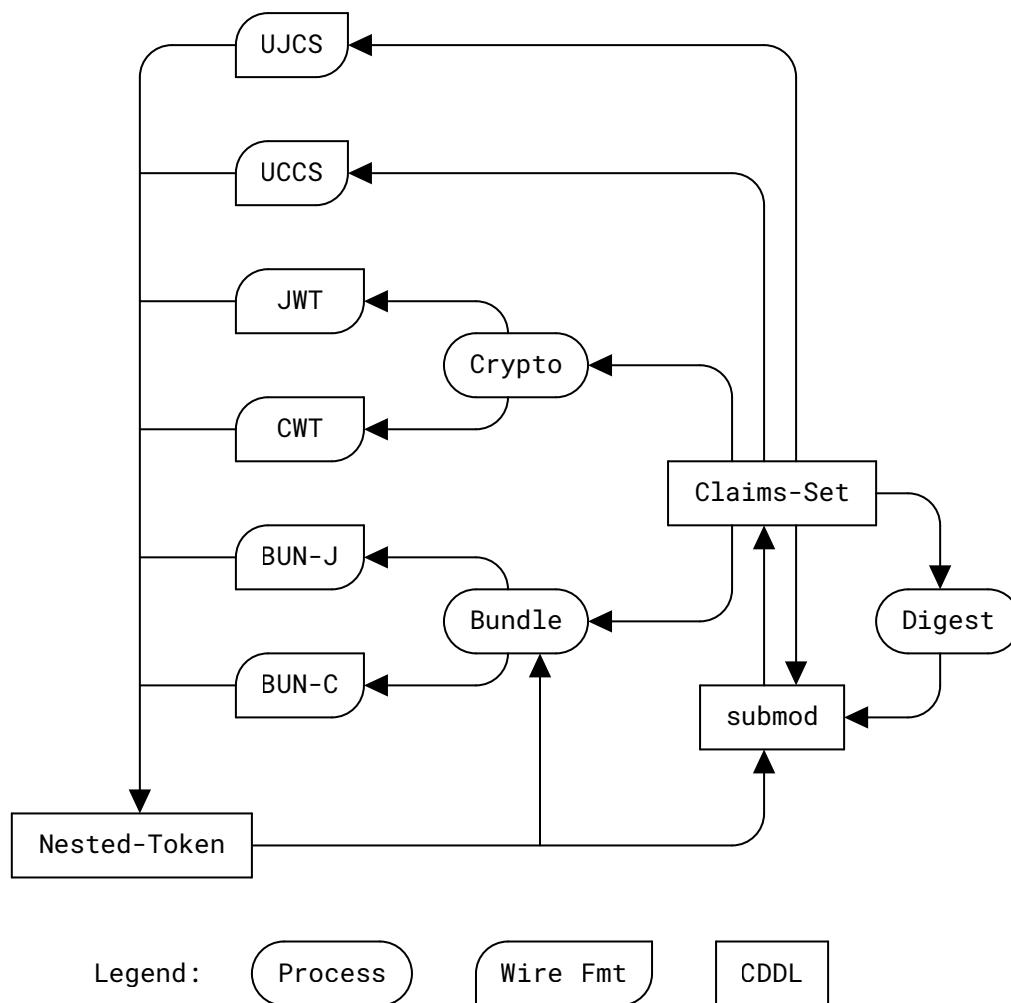 UJCS
UCCS
JWT
Crypto
CWT
Claims-Set
BUN-J
Bundle
Digest
BUN-C
submod
Nested-Token
Legend: Process Wire Fmt CDDL